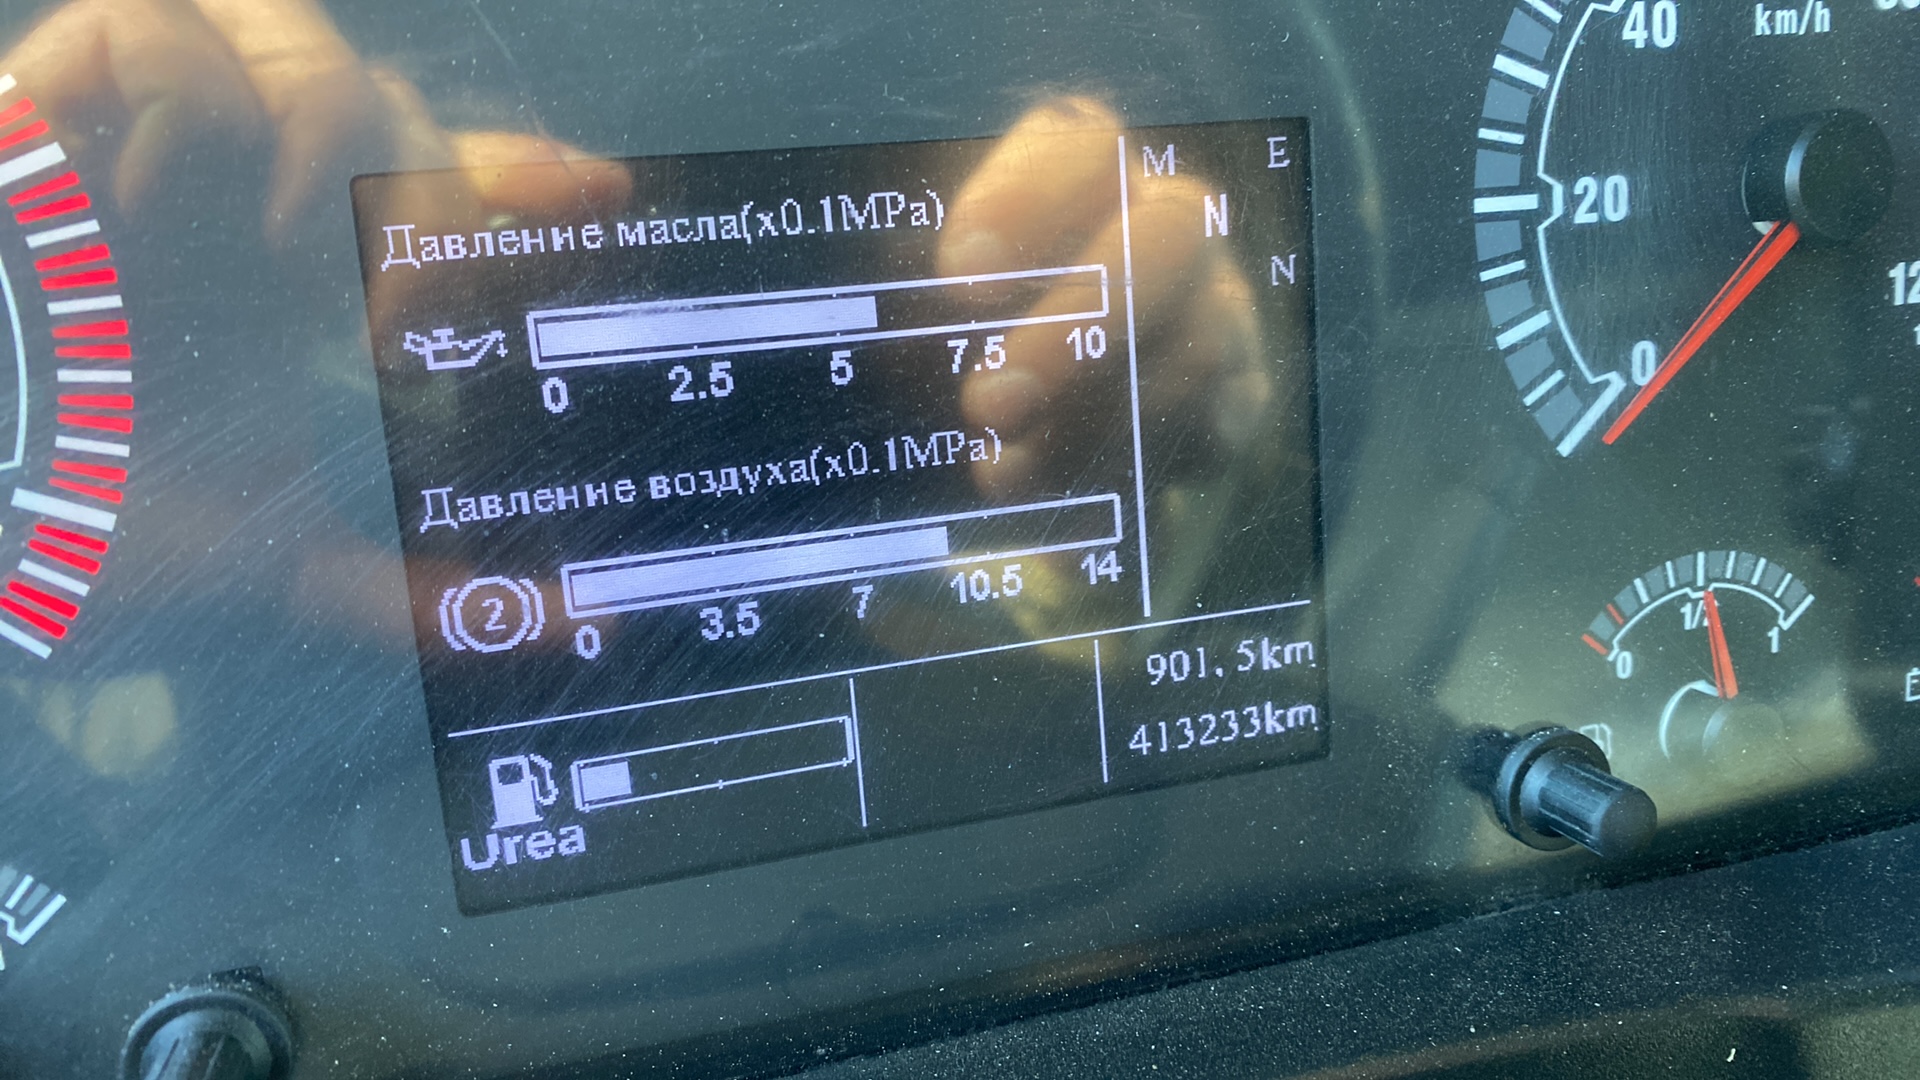 Давление масла(x0.1MPa)
0 2.5 5 7.5 10
Давление воздуха(x0.1MPa)
2
0 3.5 7 10.5 14
Urea
M E
N
N
901.5km
413233km
40
km/h
20
0
0 1/2 1